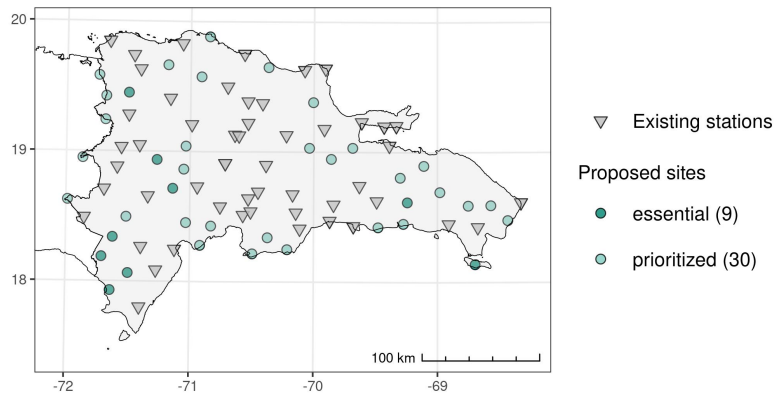 20
19
18
-72
-71
-70
-69
100 km
Existing stations
Proposed sites
essential (9)
prioritized (30)